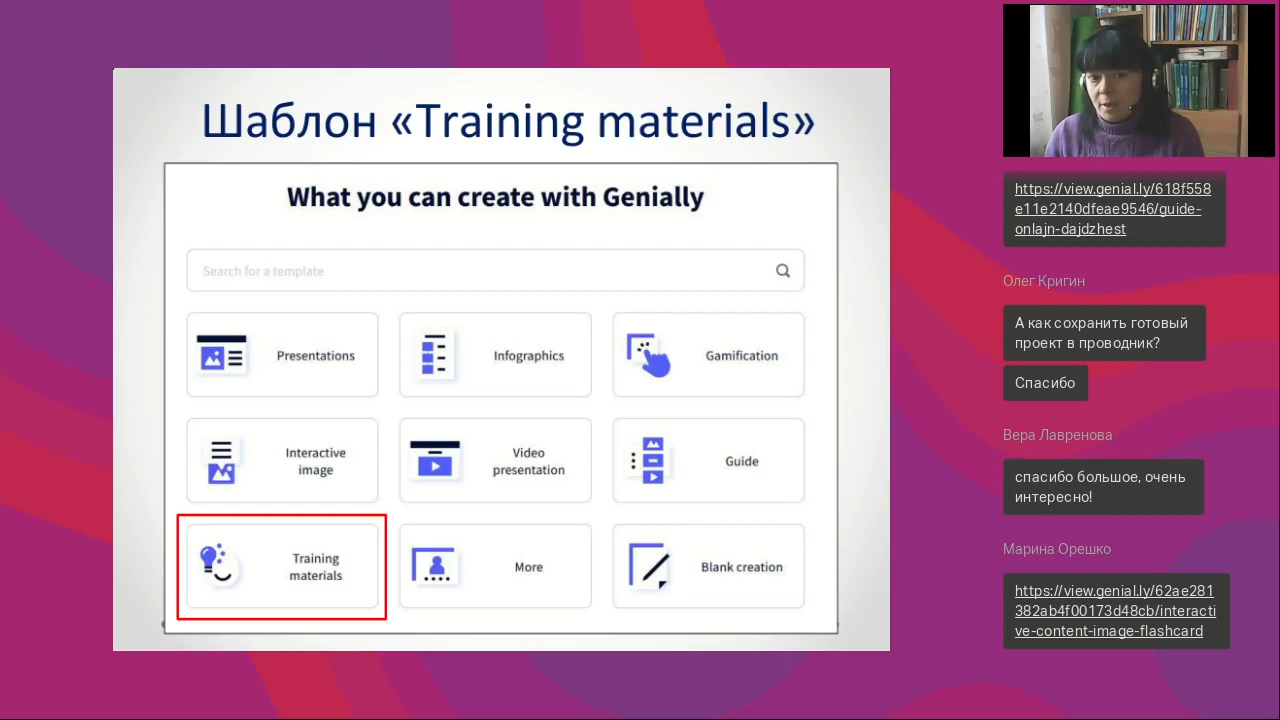 Шаблон «Training materials»
What you can create with Genially
Search for a template
Presentations
Infographics
Gamification
Interactive
image
Video
presentation
Guide
Training
materials
More
Blank creation
https://view.genial.ly/618f558
e11e2140dfeae9546/guide-
onlajn-dajdzhest
Олег Кригин
А как сохранить готовый
проект в проводник?
Спасибо
Вера Лавренова
спасибо большое, очень
интересно!
Марина Орешко
https://view.genial.ly/62ae281
382ab4f00173d48cb/interacti
ve-content-image-flashcard